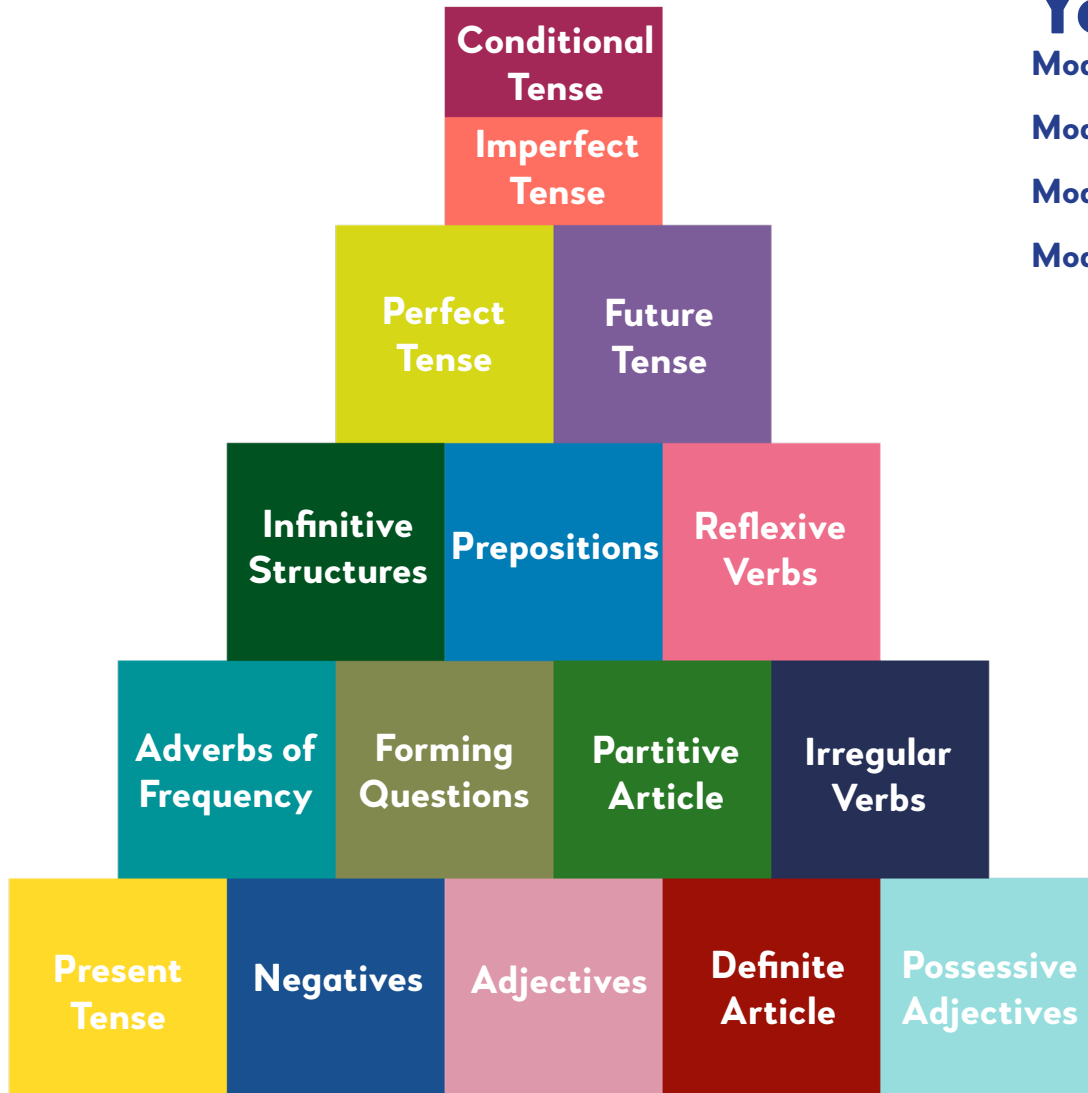 Conditional
Tense
Imperfect
Tense
Perfect
Tense
Future
Tense
Infinitive
Structures
Prepositions
Reflexive
Verbs
Adverbs of
Frequency
Forming
Questions
Partitive
Article
Irregular
Verbs
Present
Tense
Negatives
Adjectives
Definite
Article
Possessive
Adjectives